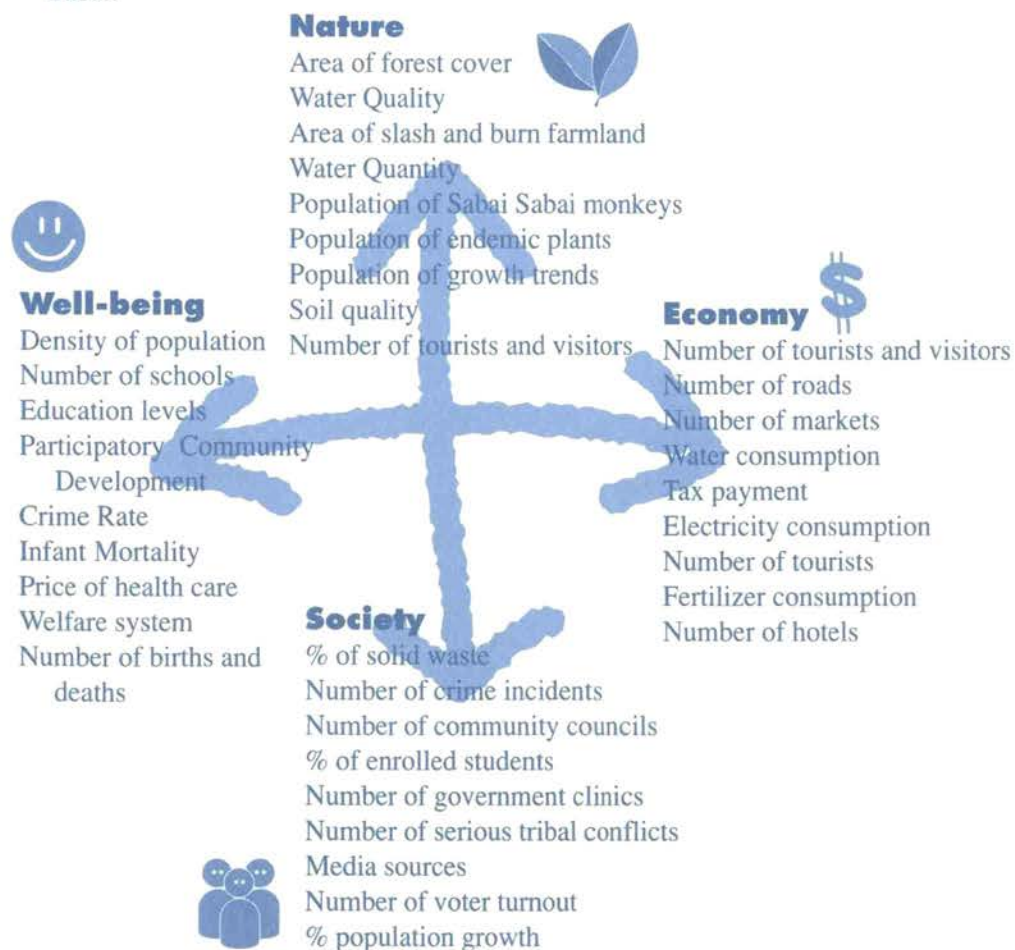 Nature
Area of forest cover
Water Quality
Area of slash and burn farmland
Water Quantity
Population of Sabai Sabai monkeys
Population of endemic plants
Population of growth trends
Soil quality
Number of tourists and visitors
Well-being
Density of population
Number of schools
Education levels
Participatory Community
Development
Crime Rate
Infant Mortality
Price of health care
Welfare system
Number of births and
deaths
Economy $
Number of tourists and visitors
Number of roads
Number of markets
Water consumption
Tax payment
Electricity consumption
Number of tourists
Fertilizer consumption
Number of hotels
Society
% of solid waste
Number of crime incidents
Number of community councils
% of enrolled students
Number of government clinics
Number of serious tribal conflicts
Media sources
Number of voter turnout
% population growth